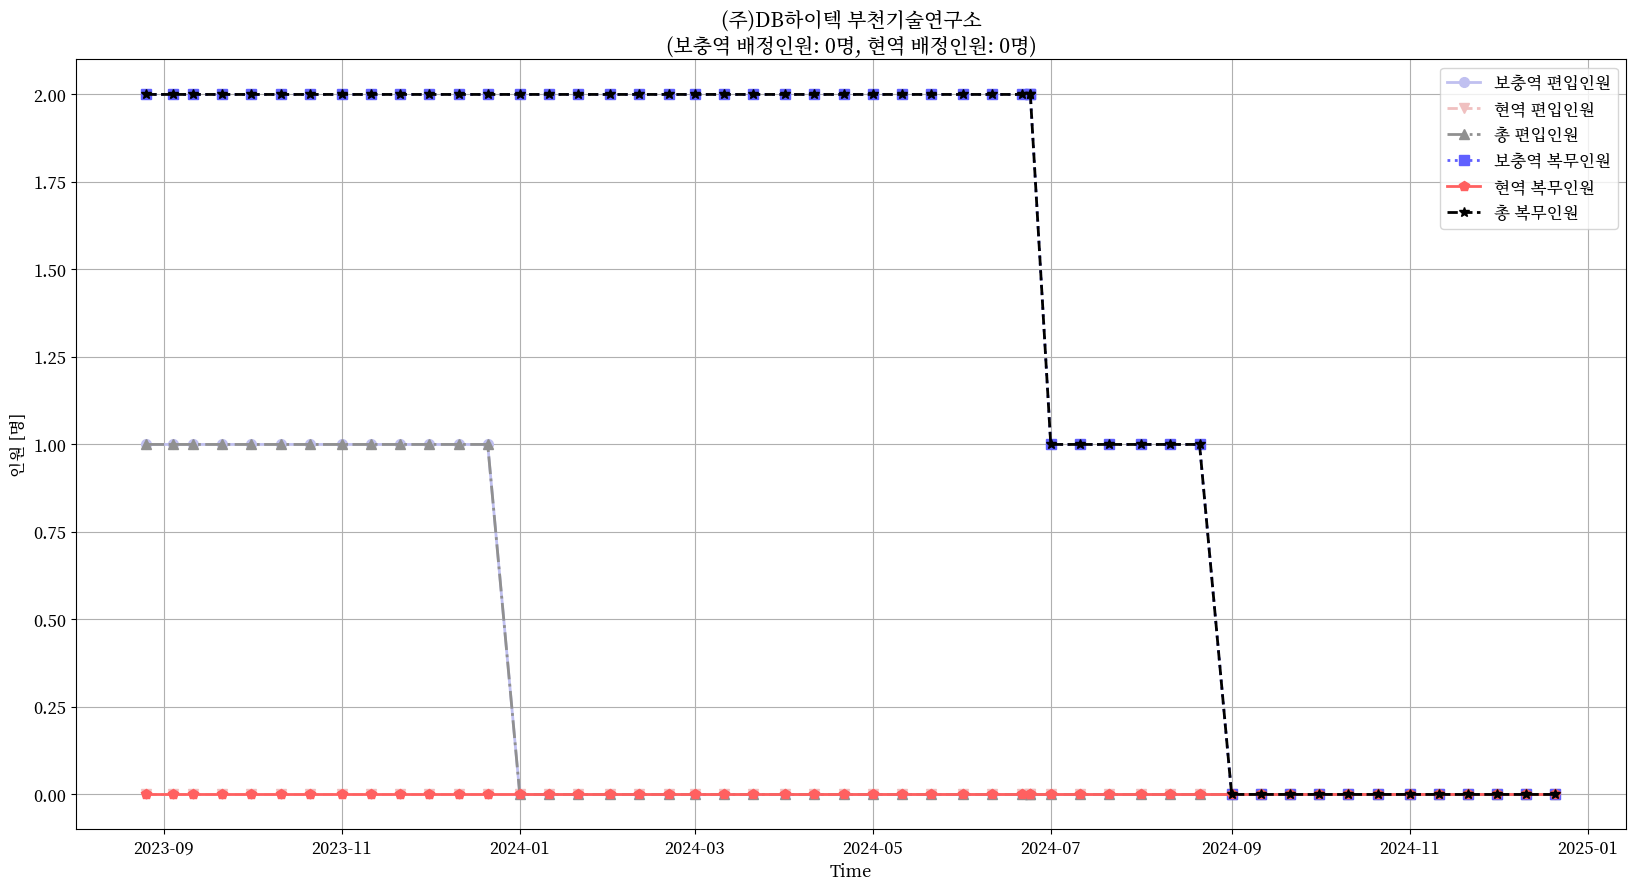 (주)DB하이텍 부천기술연구소
(보충역 배정인원: 0명, 현역 배정인원: 0명)
보충역 편입인원
현역 편입인원
총 편입인원
보충역 복무인원
현역 복무인원
총 복무인원
인원 [명]
2.00
1.75
1.50
1.25
1.00
0.75
0.50
0.25
0.00
2023-09 2023-11 2024-01 2024-03 2024-05 2024-07 2024-09 2024-11 2025-01
Time